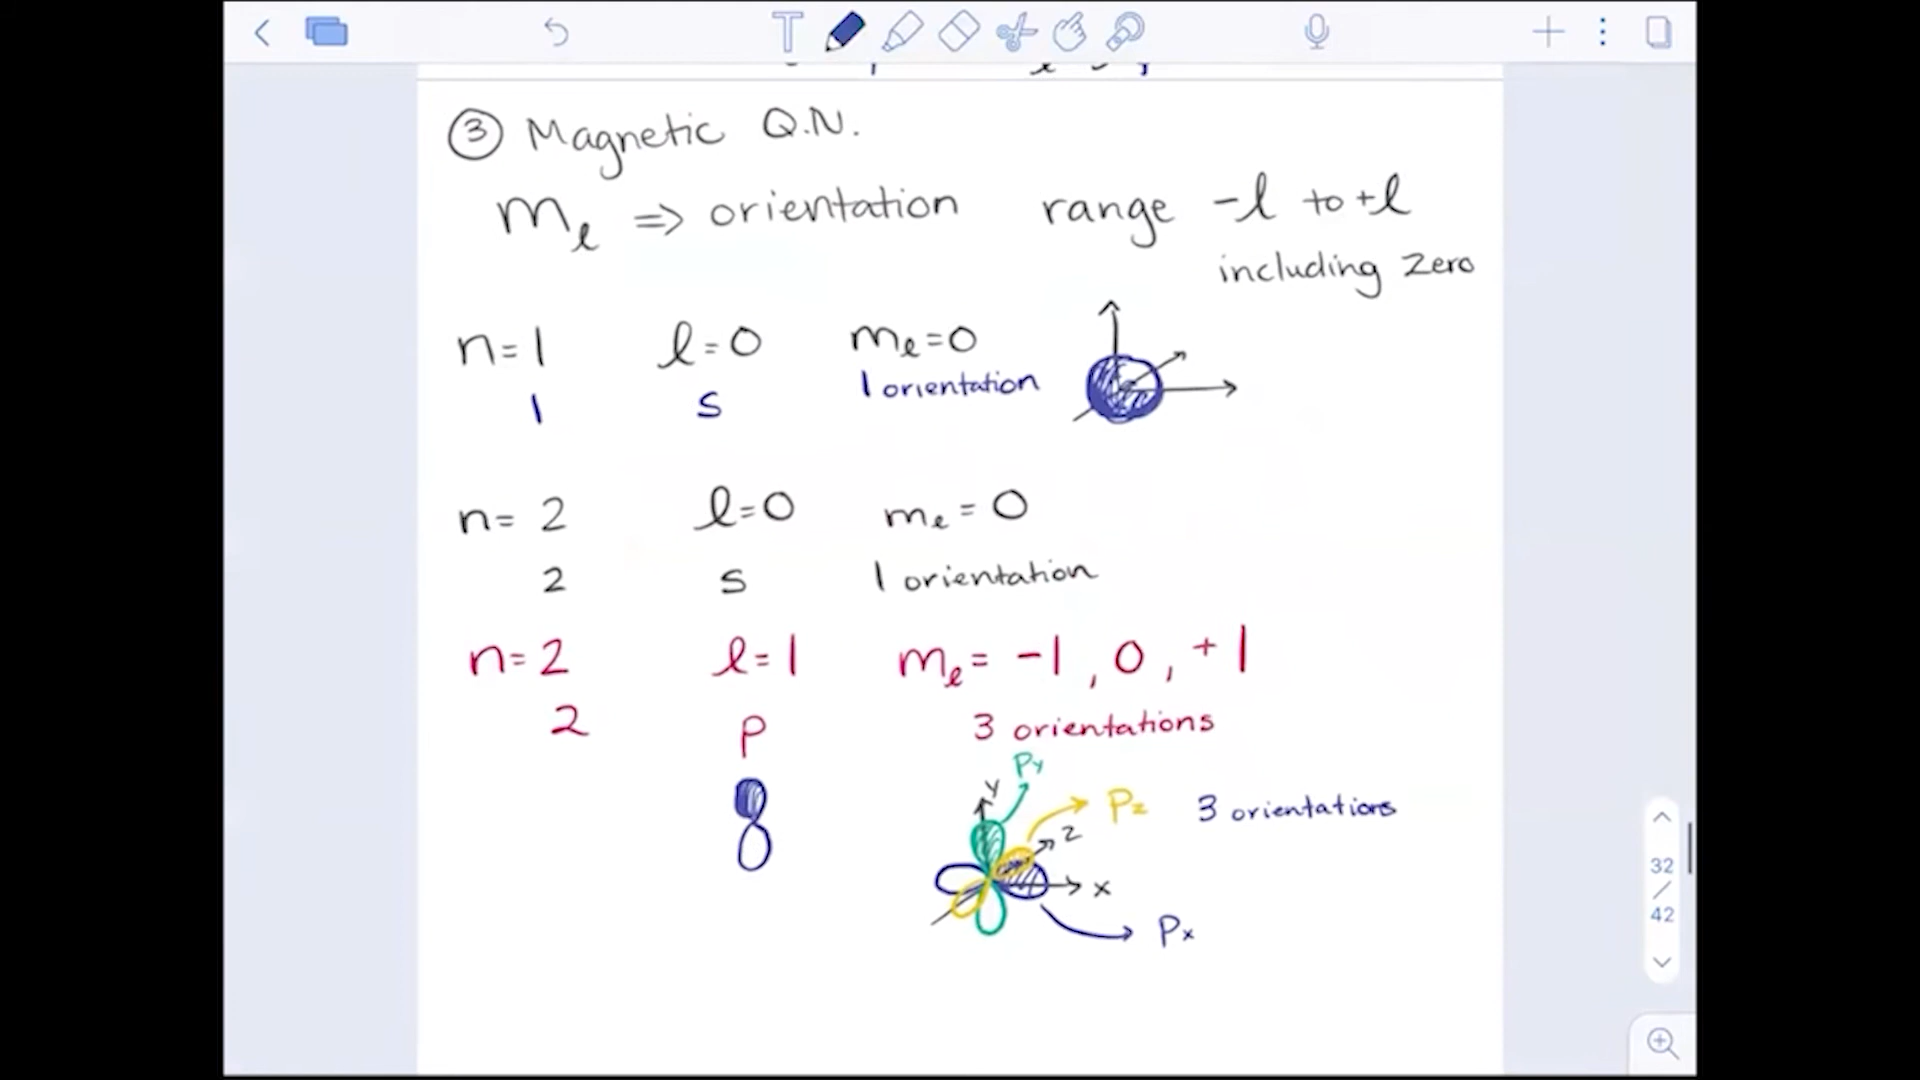 ③ Magnetic Q.N.
mℓ ⇒ orientation range -ℓ to +ℓ
including zero
n=1 ℓ=0 mℓ=0
1 s 1 orientation
n= 2 ℓ=0 mℓ = 0
2 s 1 orientation
n=2 ℓ=1 mℓ= -1, 0, +1
2 p 3 orientations
Py
y
Pz 3 orientations
z
x
Px
32
/
42